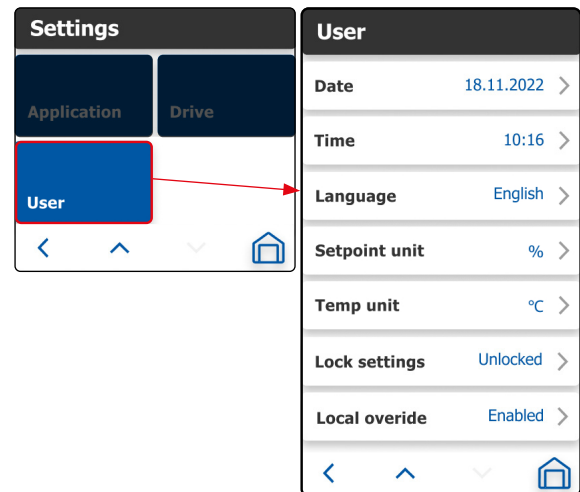 Settings
Application
Drive
User
User
Date 18.11.2022
Time 10:16
Language English
Setpoint unit %
Temp unit °C
Lock settings Unlocked
Local overide Enabled